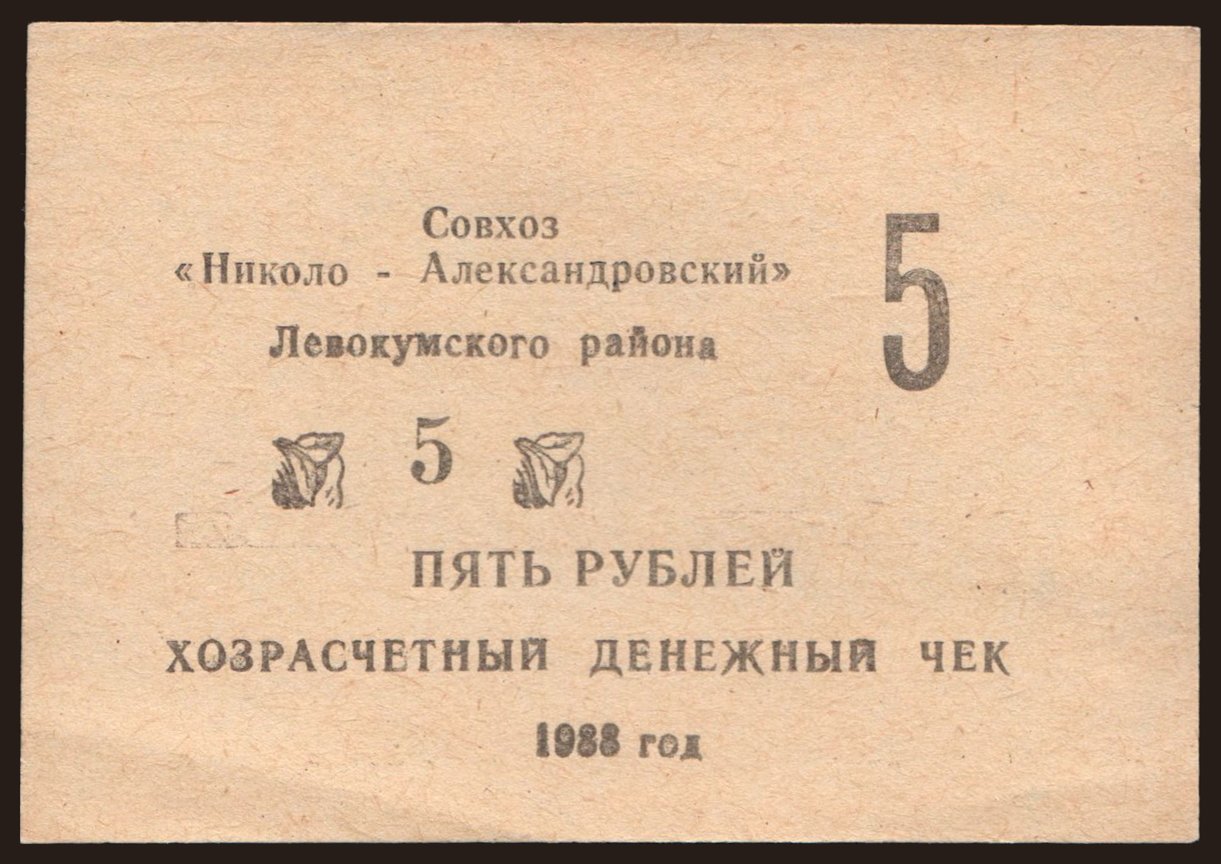 Совхоз
«Николо - Александровский»
5
Левокумского района
5
ПЯТЬ РУБЛЕЙ
ХОЗРАСЧЕТНЫЙ ДЕНЕЖНЫЙ ЧЕК
1988 год